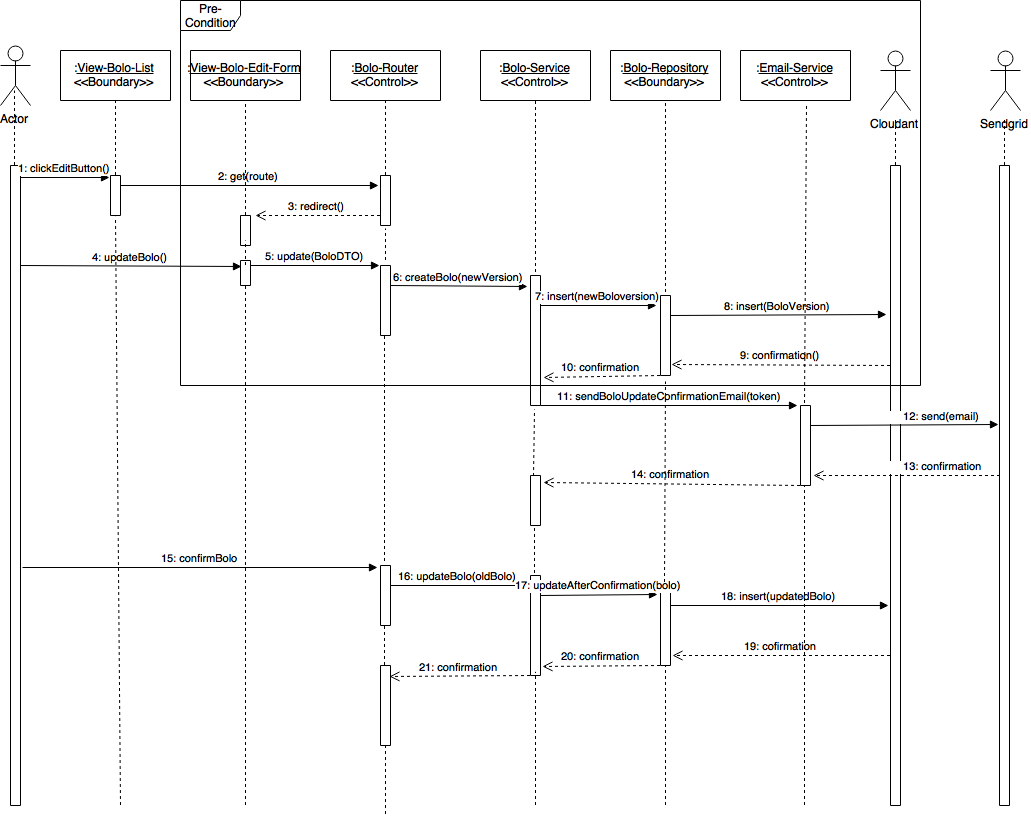 Pre-
Condition
:View-Bolo-List
<<Boundary>>
:View-Bolo-Edit-Form
<<Boundary>>
:Bolo-Router
<<Control>>
:Bolo-Service
<<Control>>
:Bolo-Repository
<<Boundary>>
:Email-Service
<<Control>>
Actor
Cloudant
Sendgrid
1: clickEditButton()
2: get(route)
3: redirect()
4: updateBolo()
5: update(BoloDTO)
6: createBolo(newVersion)
7: insert(newBoloversion)
8: insert(BoloVersion)
9: confirmation()
10: confirmation
11: sendBoloUpdateConfirmationEmail(token)
12: send(email)
13: confirmation
14: confirmation
15: confirmBolo
16: updateBolo(oldBolo)
17: updateAfterConfirmation(bolo)
18: insert(updatedBolo)
19: cofirmation
20: confirmation
21: confirmation